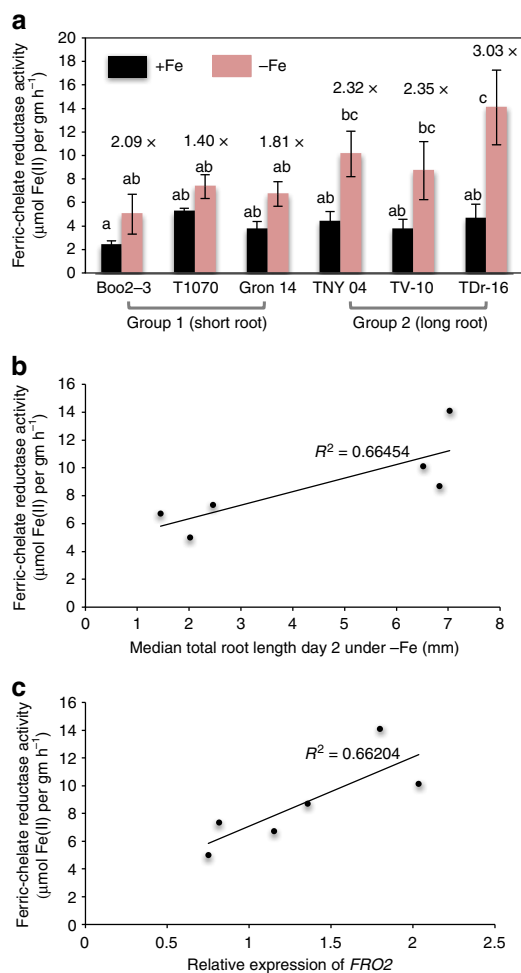 a
Ferric-chelate reductase activity
(μmol Fe(II) per gm h⁻¹)
20
18
16
14
12
10
8
6
4
2
0
+Fe
–Fe
2.09 ×
1.40 ×
1.81 ×
2.32 ×
2.35 ×
3.03 ×
a
ab
ab
ab
ab
ab
ab
bc
ab
bc
ab
c
Boo2–3
T1070
Gron 14
TNY 04
TV-10
TDr-16
Group 1 (short root)
Group 2 (long root)
b
Ferric-chelate reductase activity
(μmol Fe(II) per gm h⁻¹)
16
14
12
10
8
6
4
2
0
R² = 0.66454
0 1 2 3 4 5 6 7 8
Median total root length day 2 under –Fe (mm)
c
Ferric-chelate reductase activity
(μmol Fe(II) per gm h⁻¹)
16
14
12
10
8
6
4
2
0
R² = 0.66204
0 0.5 1 1.5 2 2.5
Relative expression of FRO2